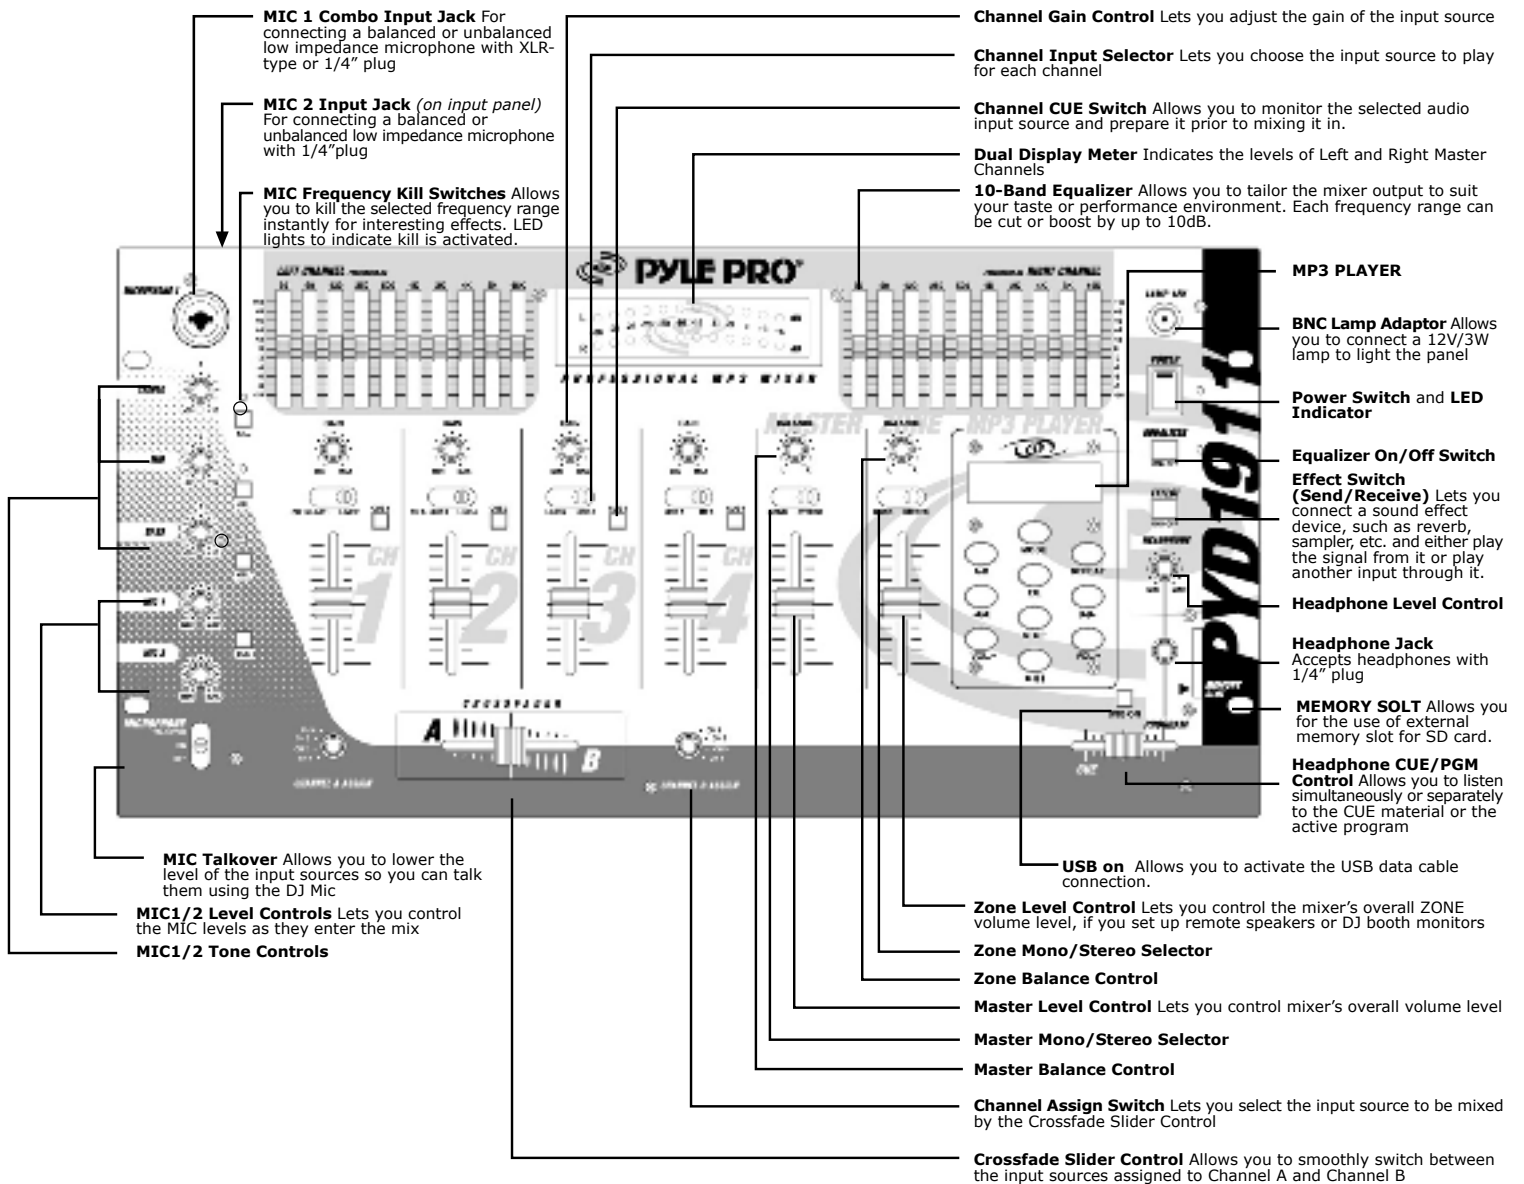 MIC 1 Combo Input Jack For
connecting a balanced or unbalanced
low impedance microphone with XLR-
type or 1/4” plug
MIC 2 Input Jack (on input panel)
For connecting a balanced or
unbalanced low impedance microphone
with 1/4”plug
MIC Frequency Kill Switches Allows
you to kill the selected frequency range
instantly for interesting effects. LED
lights to indicate kill is activated.
Channel Gain Control Lets you adjust the gain of the input source
Channel Input Selector Lets you choose the input source to play
for each channel
Channel CUE Switch Allows you to monitor the selected audio
input source and prepare it prior to mixing it in.
Dual Display Meter Indicates the levels of Left and Right Master
Channels
10-Band Equalizer Allows you to tailor the mixer output to suit
your taste or performance environment. Each frequency range can
be cut or boost by up to 10dB.
LEFT CHANNEL
PYLE PRO
RIGHT CHANNEL
PROFESSIONAL MP3 MIXER
MASTER ZONE MP3 PLAYER
CH 1
CH 2
CH 3
CH 4
CROSSFADER
A
B
CHANNEL A ASSIGN
CHANNEL B ASSIGN
CUE
PYD1911
MP3 PLAYER
BNC Lamp Adaptor Allows
you to connect a 12V/3W
lamp to light the panel
Power Switch and LED
Indicator
Equalizer On/Off Switch
Effect Switch
(Send/Receive) Lets you
connect a sound effect
device, such as reverb,
sampler, etc. and either play
the signal from it or play
another input through it.
Headphone Level Control
Headphone Jack
Accepts headphones with
1/4” plug
MEMORY SOLT Allows you
for the use of external
memory slot for SD card.
Headphone CUE/PGM
Control Allows you to listen
simultaneously or separately
to the CUE material or the
active program
MIC Talkover Allows you to lower the
level of the input sources so you can talk
them using the DJ Mic
MIC1/2 Level Controls Lets you control
the MIC levels as they enter the mix
MIC1/2 Tone Controls
USB on Allows you to activate the USB data cable
connection.
Zone Level Control Lets you control the mixer’s overall ZONE
volume level, if you set up remote speakers or DJ booth monitors
Zone Mono/Stereo Selector
Zone Balance Control
Master Level Control Lets you control mixer’s overall volume level
Master Mono/Stereo Selector
Master Balance Control
Channel Assign Switch Lets you select the input source to be mixed
by the Crossfade Slider Control
Crossfade Slider Control Allows you to smoothly switch between
the input sources assigned to Channel A and Channel B